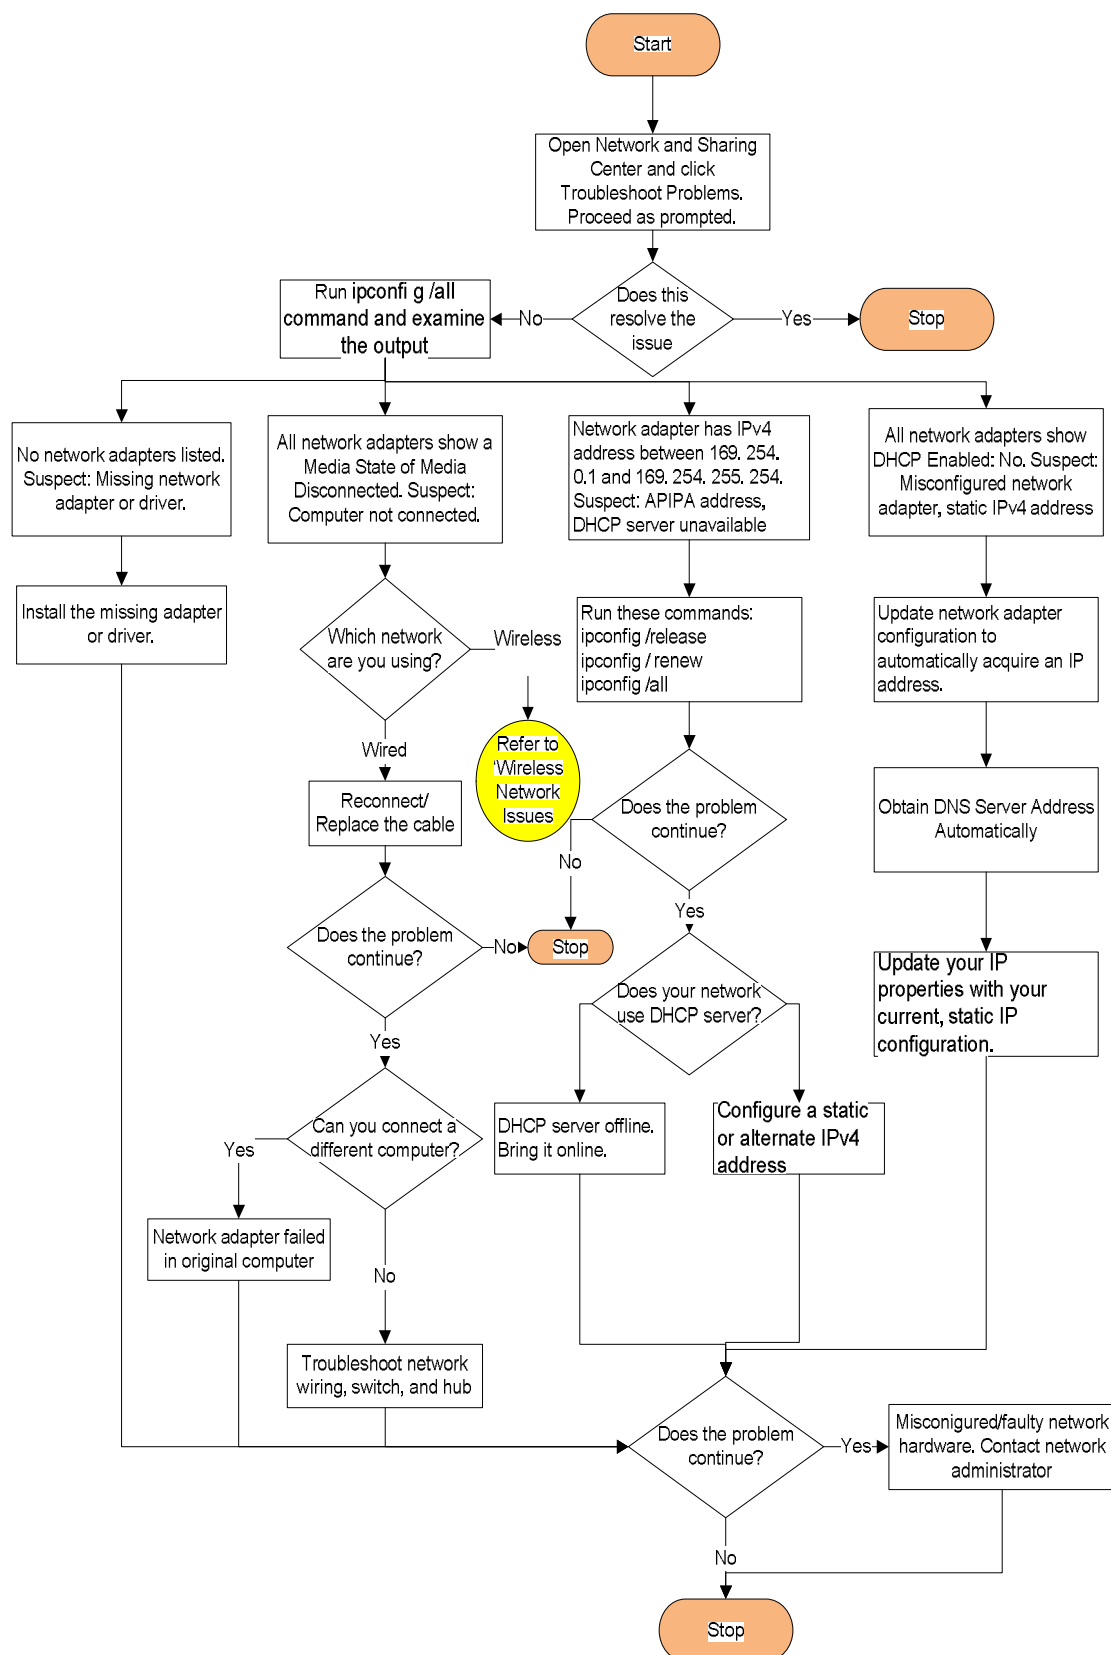 Start
Open Network and Sharing
Center and click
Troubleshoot Problems.
Proceed as prompted.
Does this
resolve the
issue
No
Yes
Stop
Run ipconfi g /all
command and examine
the output
No network adapters listed.
Suspect: Missing network
adapter or driver.
All network adapters show a
Media State of Media
Disconnected. Suspect:
Computer not connected.
Network adapter has IPv4
address between 169. 254.
0.1 and 169. 254. 255. 254.
Suspect: APIPA address,
DHCP server unavailable
All network adapters show
DHCP Enabled: No. Suspect:
Misconfigured network
adapter, static IPv4 address
Install the missing adapter
or driver.
Which network
are you using?
Wireless
Wired
Refer to
'Wireless
Network
Issues
Run these commands:
ipconfig /release
ipconfig / renew
ipconfig /all
Update network adapter
configuration to
automatically acquire an IP
address.
Reconnect/
Replace the cable
Does the problem
continue?
No
Yes
Obtain DNS Server Address
Automatically
Does the problem
continue?
No
Stop
Yes
Does your network
use DHCP server?
Update your IP
properties with your
current, static IP
configuration.
Can you connect a
different computer?
Yes
No
DHCP server offline.
Bring it online.
Configure a static
or alternate IPv4
address
Network adapter failed
in original computer
Troubleshoot network
wiring, switch, and hub
Does the problem
continue?
Yes
Misconigured/faulty network
hardware. Contact network
administrator
No
Stop